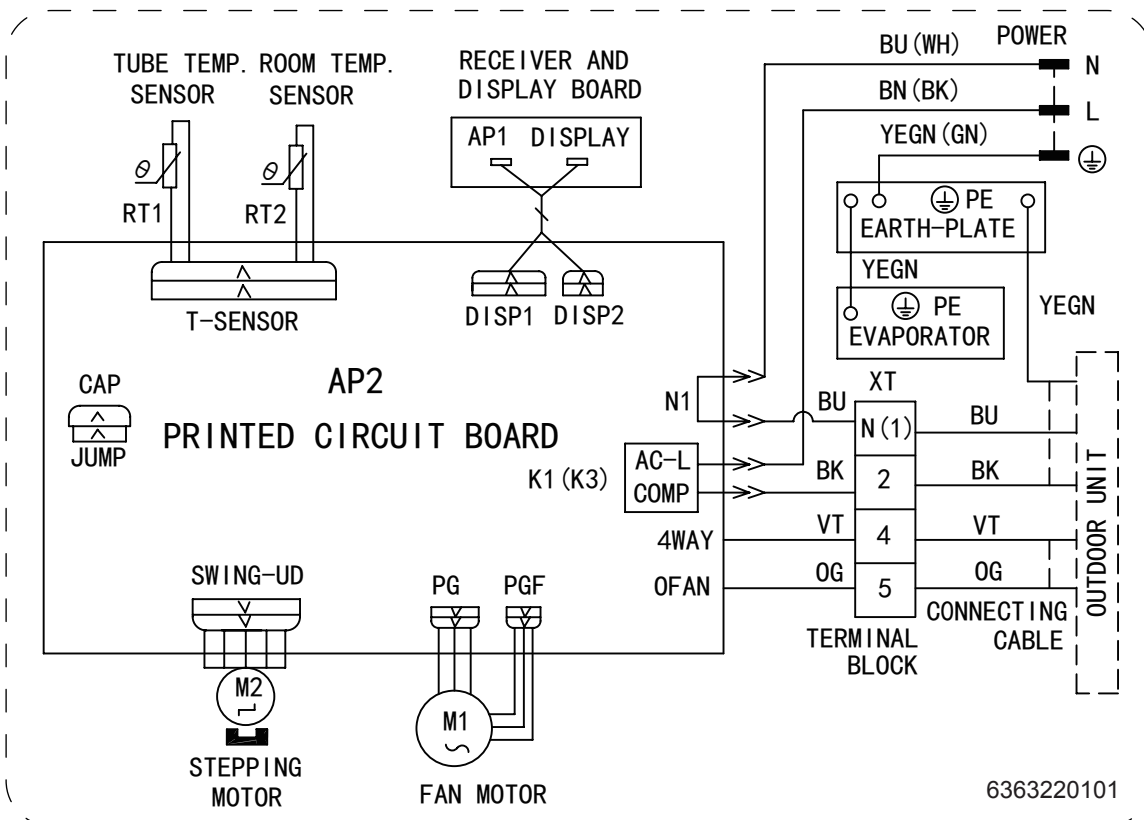 BU(WH)
POWER
N
TUBE TEMP.
SENSOR
ROOM TEMP.
SENSOR
RECEIVER AND
DISPLAY BOARD
BN(BK)
L
AP1
DISPLAY
YEGN(GN)
θ
θ
RT1
RT2
PE
EARTH-PLATE
YEGN
YEGN
T-SENSOR
DISP1
DISP2
PE
EVAPORATOR
CAP
JUMP
AP2
PRINTED CIRCUIT BOARD
N1
XT
BU
N(1)
BU
K1(K3)
AC-L
COMP
BK
2
BK
4WAY
VT
4
VT
OFAN
OG
5
OG
OUTDOOR UNIT
TERMINAL
BLOCK
CONNECTING
CABLE
SWING-UD
PG
PGF
M2
M1
STEPPING
MOTOR
FAN MOTOR
6363220101